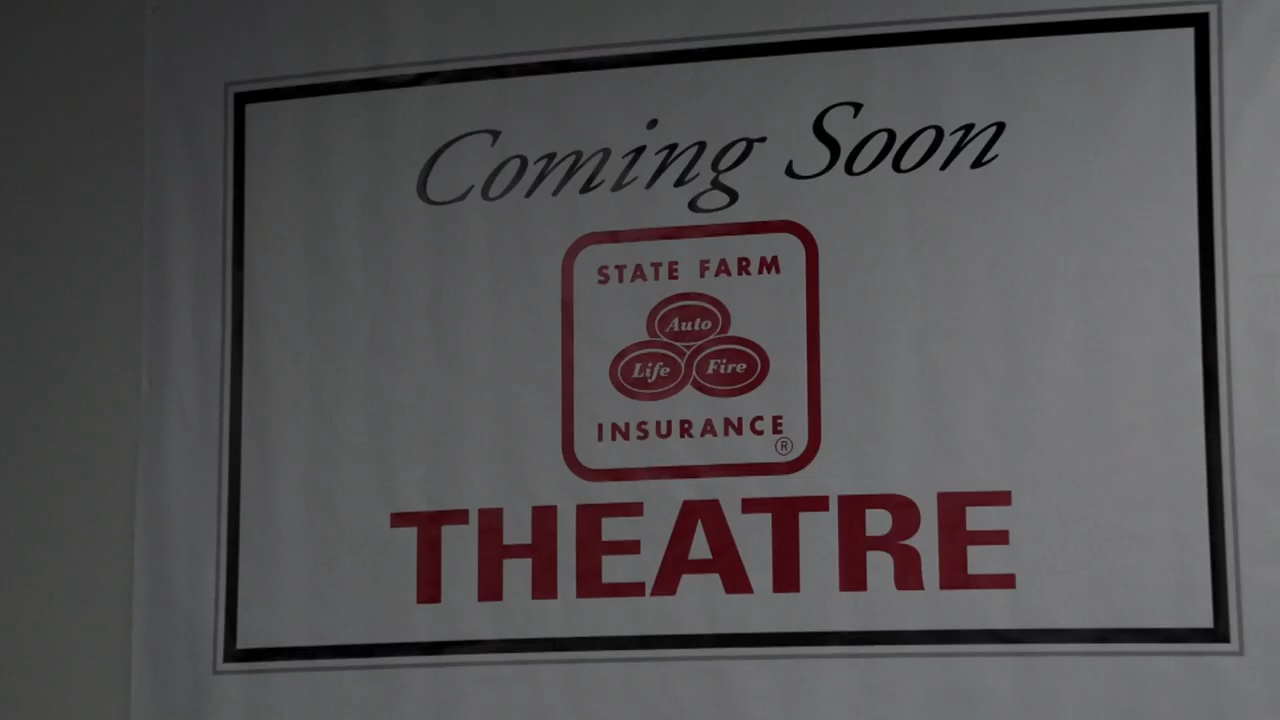 Coming Soon
STATE FARM
Auto
Life Fire
INSURANCE
®
THEATRE